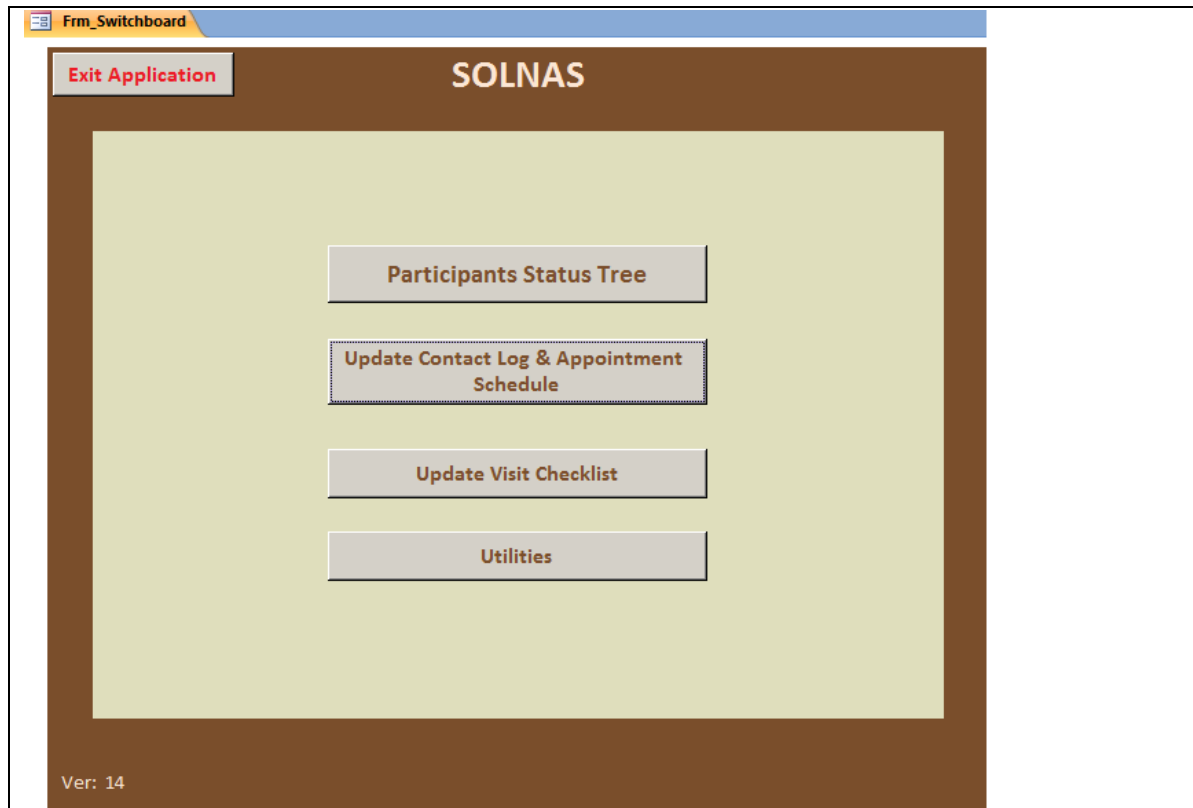 Frm_Switchboard
Exit Application
SOLNAS
Participants Status Tree
Update Contact Log & Appointment
Schedule
Update Visit Checklist
Utilities
Ver: 14